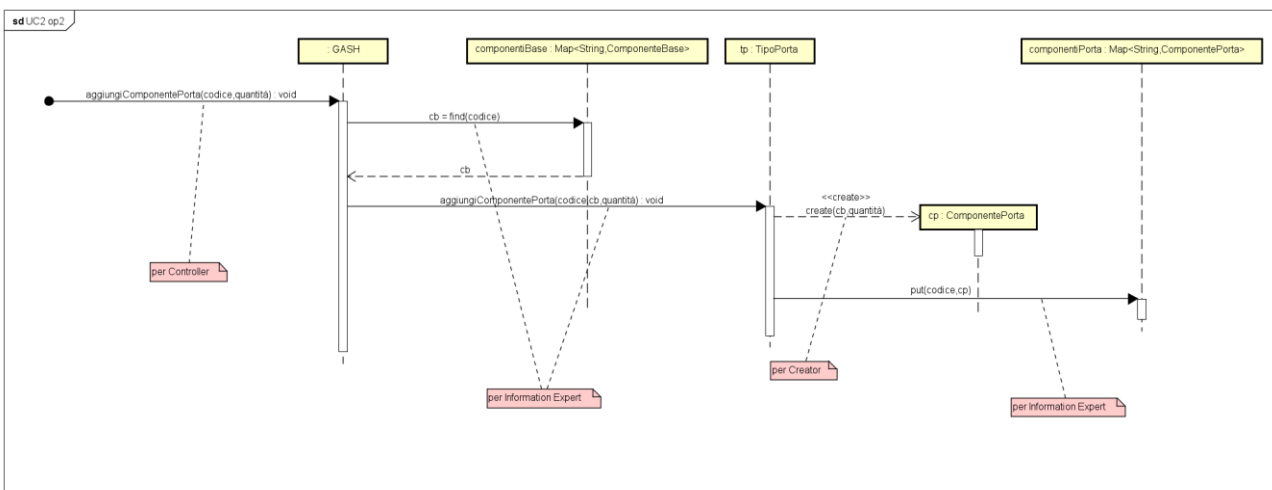 sd UC2 op2
: GASH
componentiBase : Map<String,ComponenteBase>
tp : TipoPorta
componentiPorta : Map<String,ComponentePorta>
aggiungiComponentePorta(codice,quantità) : void
cb = find(codice)
cb
aggiungiComponentePorta(codice,cb,quantità) : void
<<create>>
create(cb,quantità)
cp : ComponentePorta
per Controller
put(codice,cp)
per Creator
per Information Expert
per Information Expert